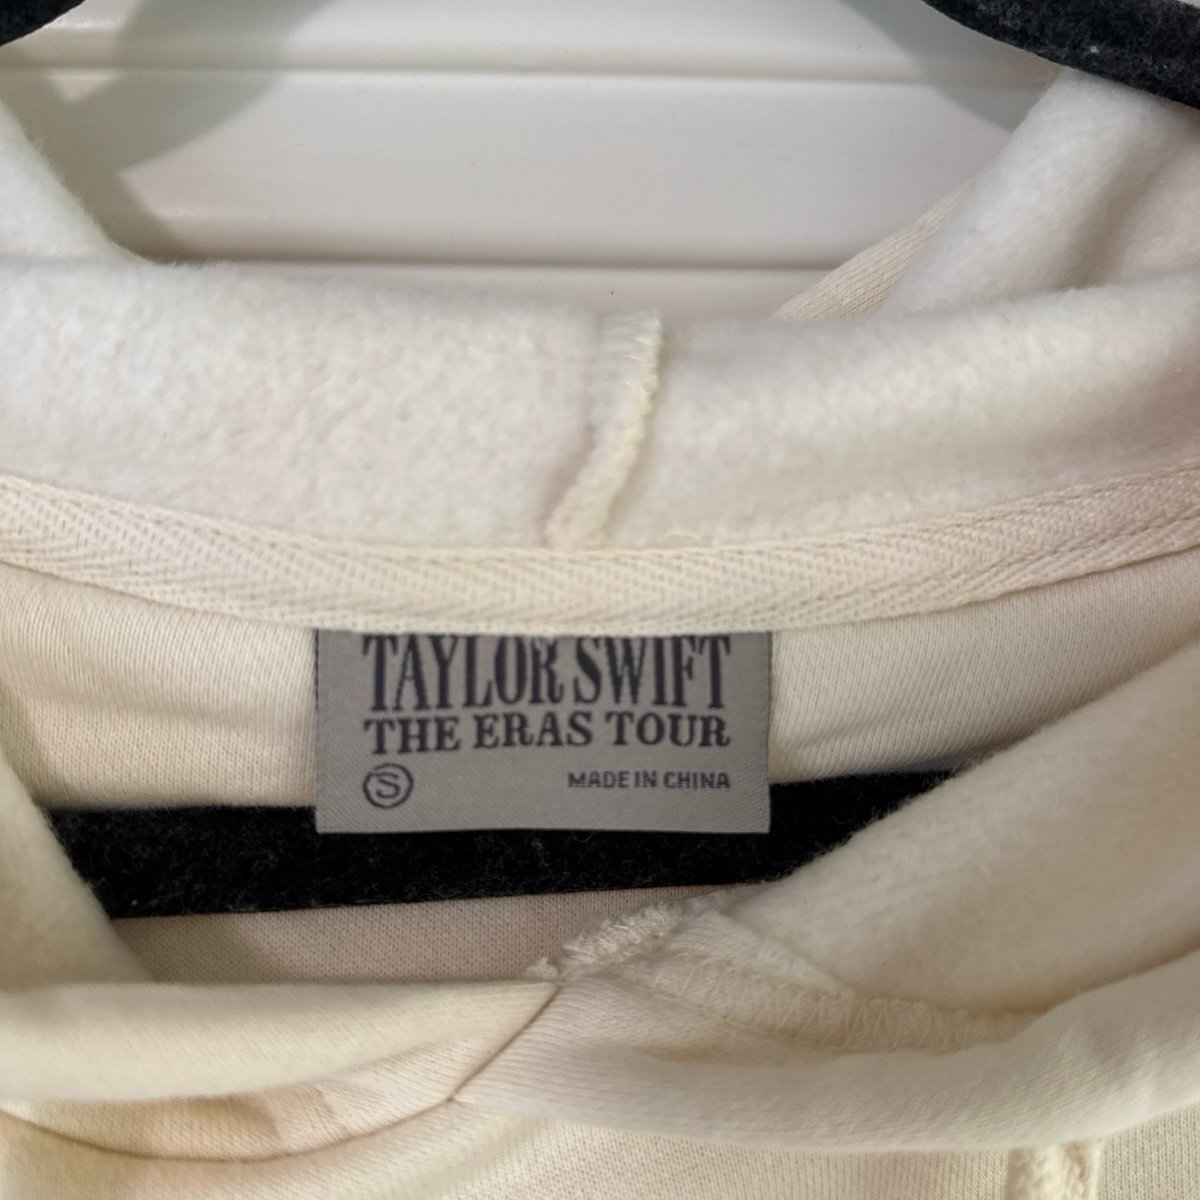 TAYLOR SWIFT
THE ERAS TOUR
S MADE IN CHINA